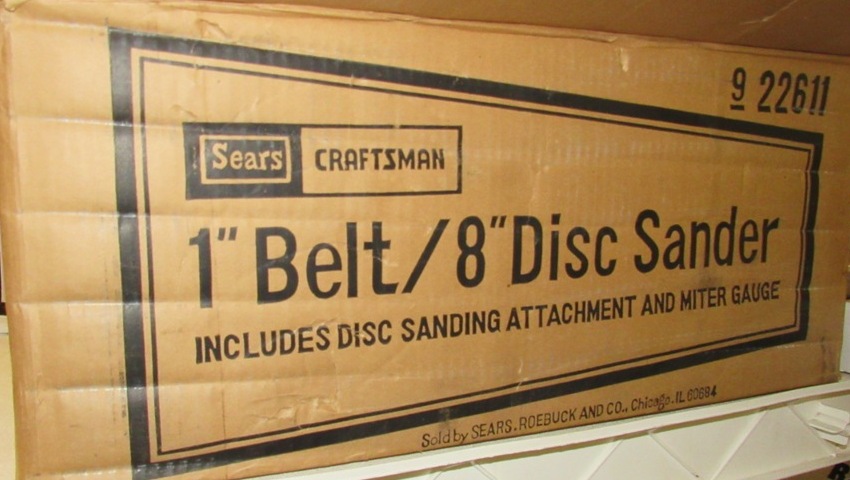 9 22611
Sears CRAFTSMAN
1" Belt/8" Disc Sander
INCLUDES DISC SANDING ATTACHMENT AND MITER GAUGE
Sold by SEARS, ROEBUCK AND CO., Chicago, IL 60684